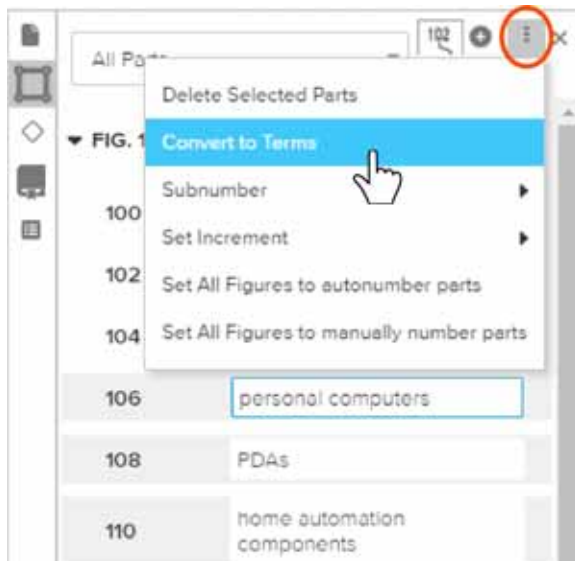 102
All Pa
Delete Selected Parts
FIG. 1
Convert to Terms
100
Subnumber
Set Increment
102
Set All Figures to autonumber parts
104
Set All Figures to manually number parts
106
personal computers
108
PDAs
110
home automation
components